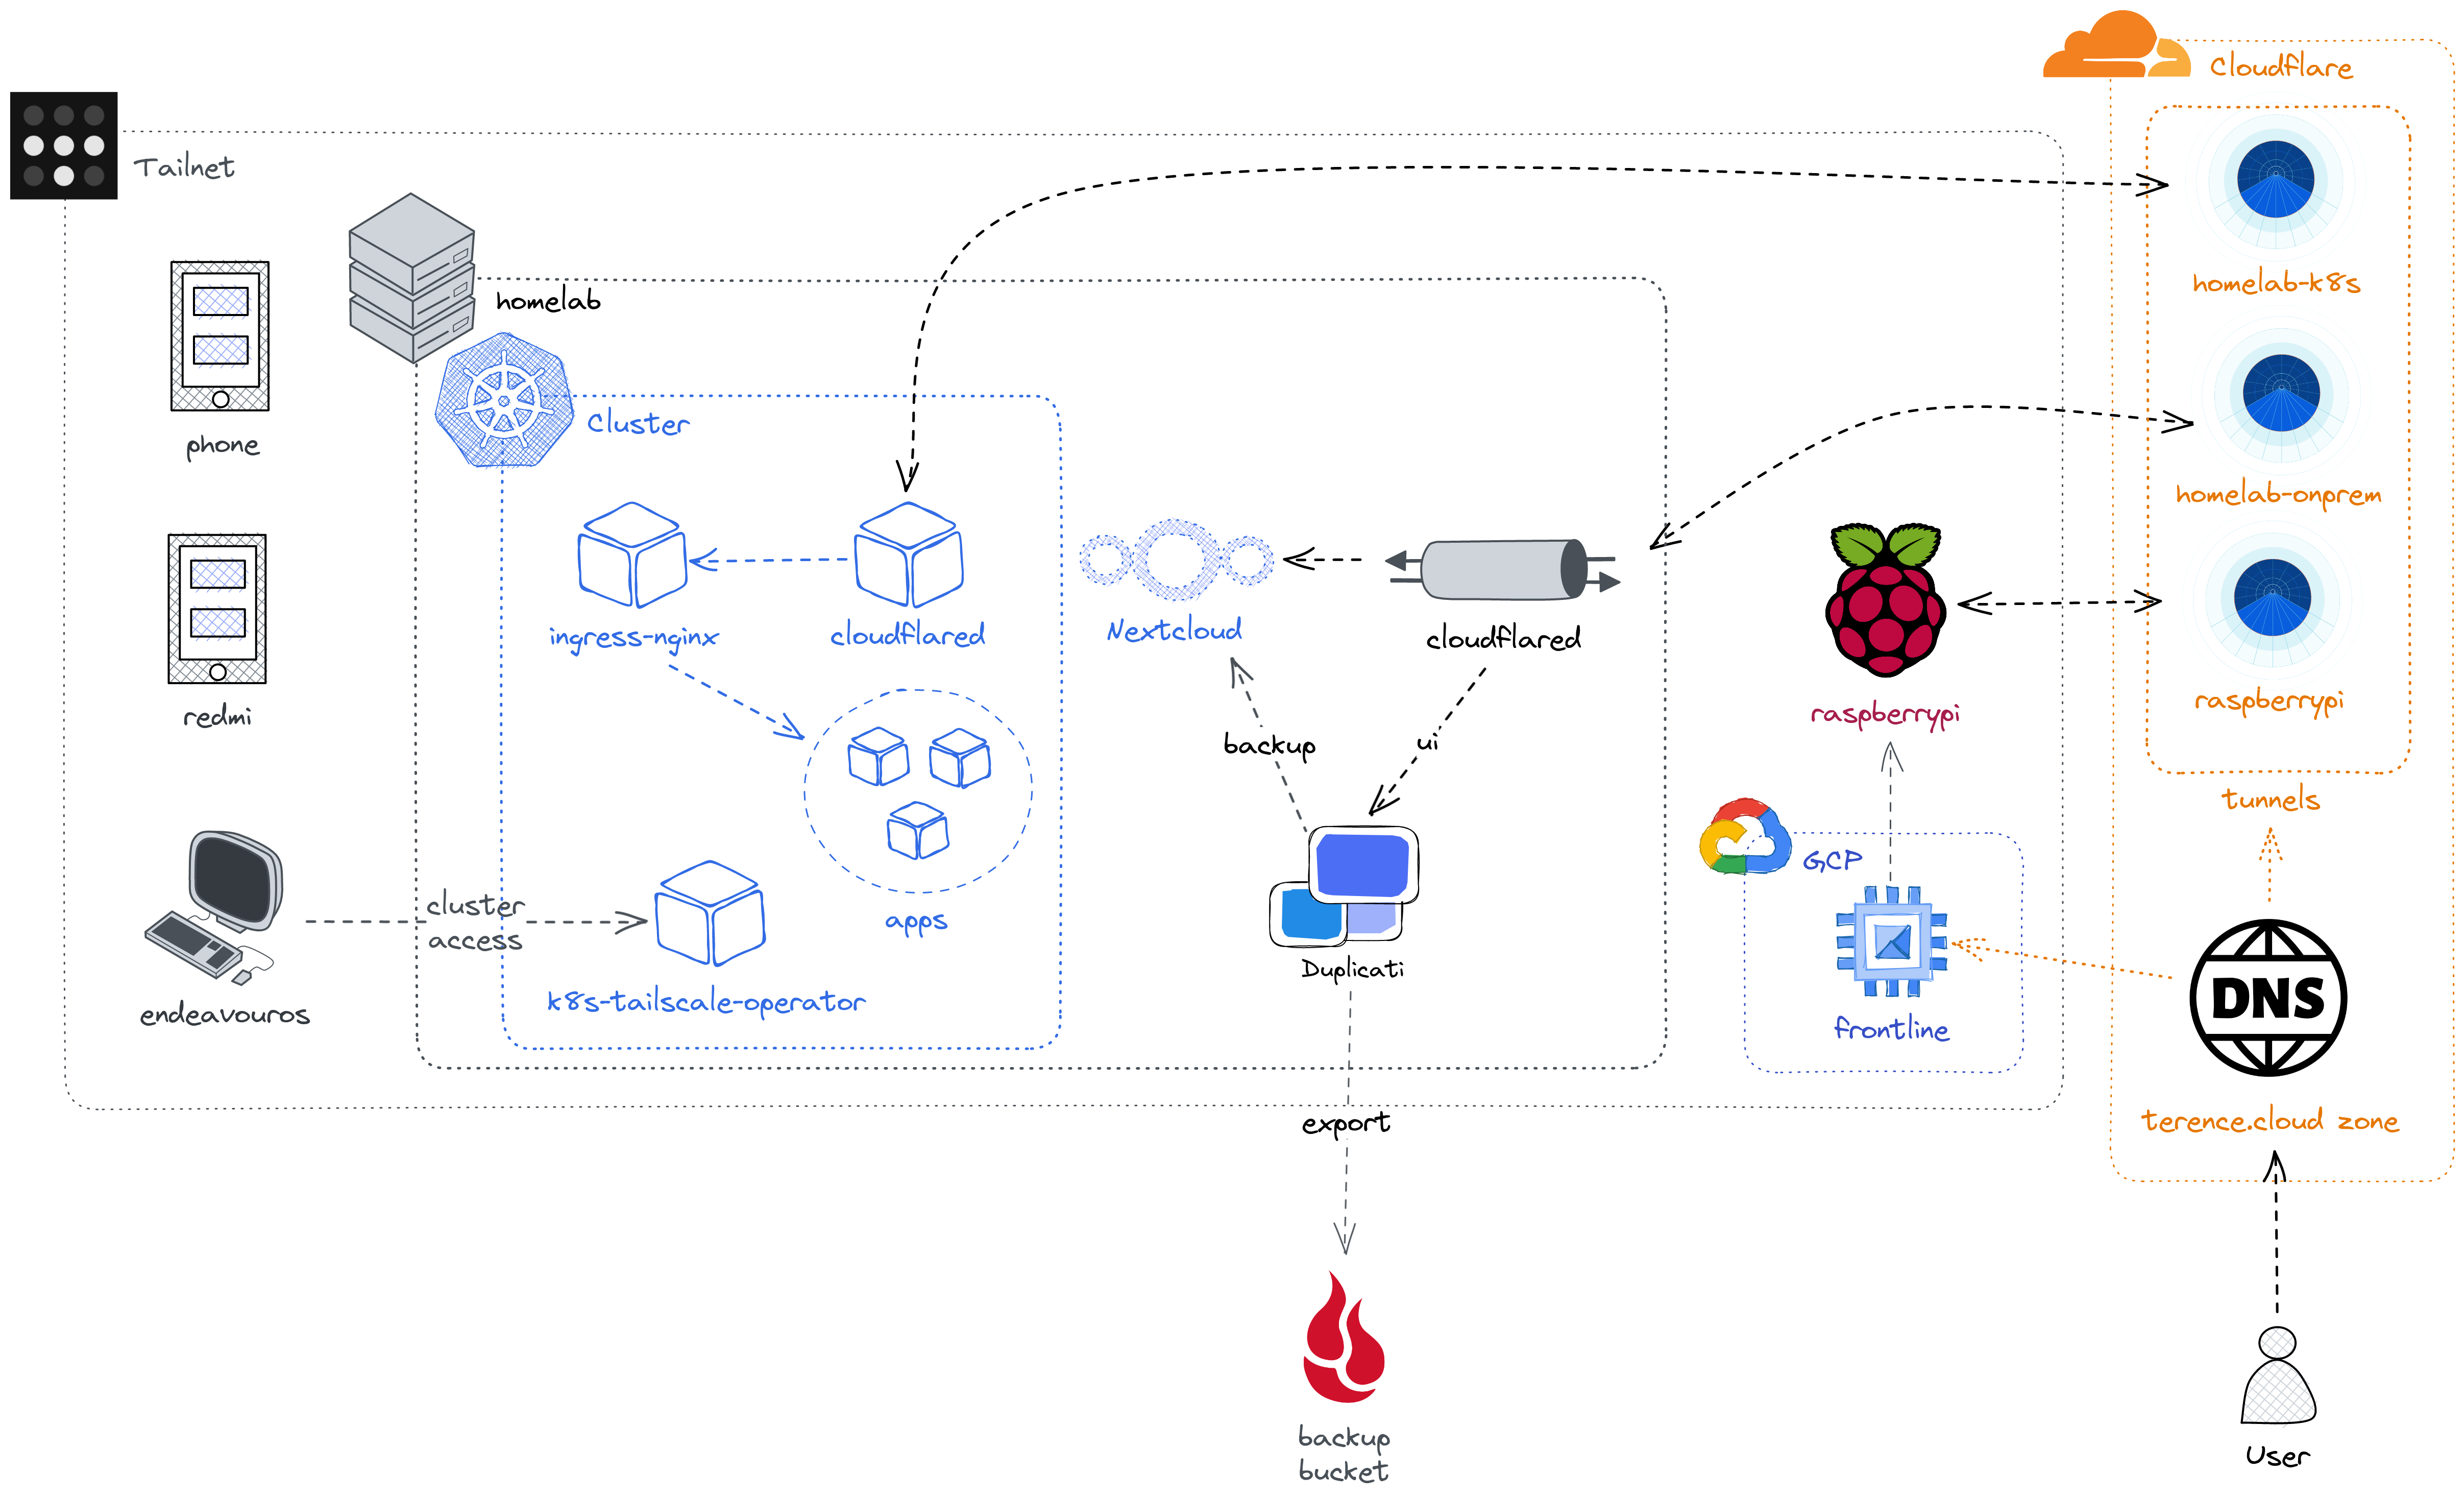 Cloudflare
Tailnet
homelab-k8s
homelab
Cluster
phone
homelab-onprem
ingress-nginx
cloudflared
Nextcloud
cloudflared
raspberrypi
redmi
raspberrypi
backup
ui
tunnels
GCP
cluster
access
apps
Duplicati
k8s-tailscale-operator
endeavouros
DNS
frontline
export
terence.cloud zone
backup
bucket
User